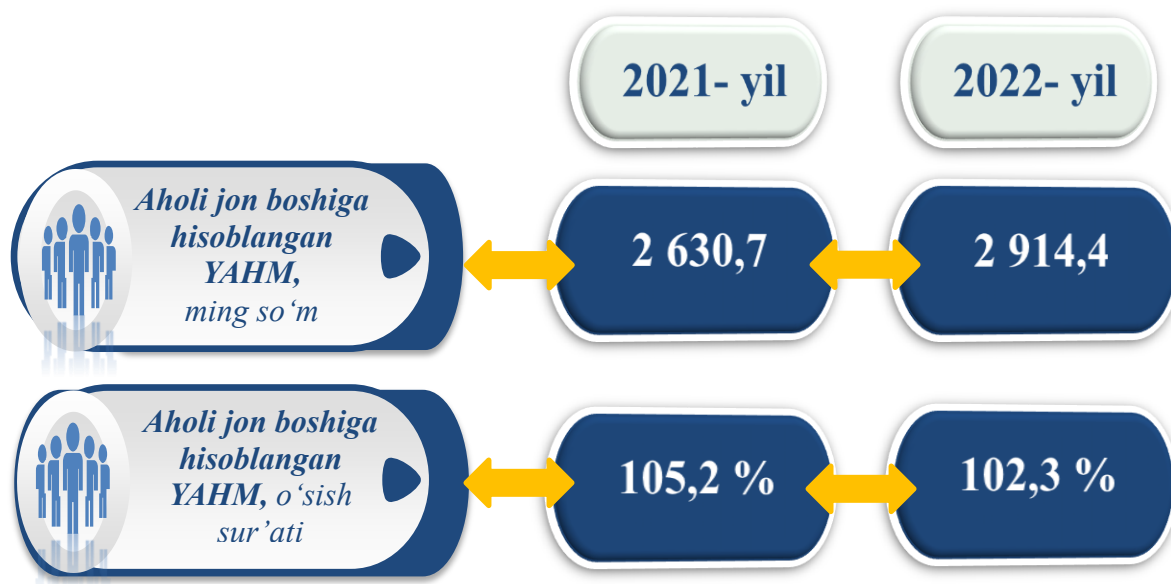 2021- yil
2022- yil
Aholi jon boshiga
hisoblangan
YAHM,
ming so‘m
2 630,7
2 914,4
Aholi jon boshiga
hisoblangan
YAHM, o‘sish
sur’ati
105,2 %
102,3 %